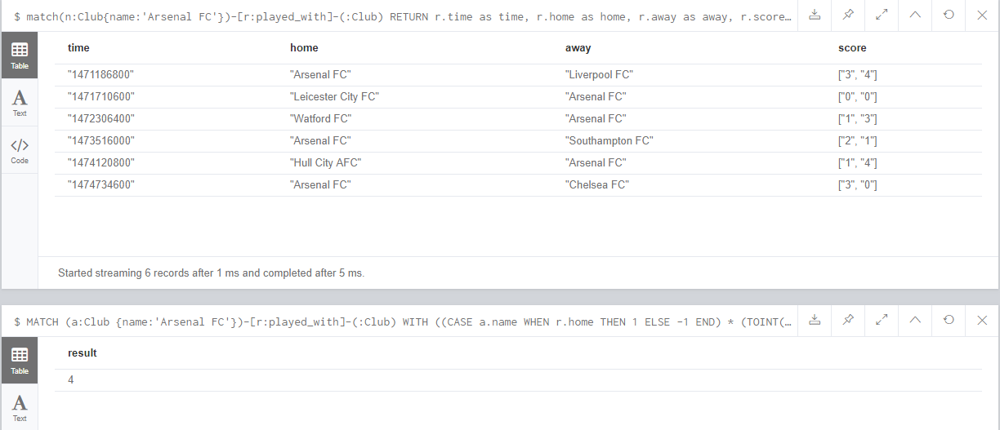 $ match(n:Club{name:'Arsenal FC'})-[r:played_with]-(:Club) RETURN r.time as time, r.home as home, r.away as away, r.score…
Table
Text
Code
time home away score
"1471186800" "Arsenal FC" "Liverpool FC" ["3", "4"]
"1471710600" "Leicester City FC" "Arsenal FC" ["0", "0"]
"1472306400" "Watford FC" "Arsenal FC" ["1", "3"]
"1473516000" "Arsenal FC" "Southampton FC" ["2", "1"]
"1474120800" "Hull City AFC" "Arsenal FC" ["1", "4"]
"1474734600" "Arsenal FC" "Chelsea FC" ["3", "0"]
Started streaming 6 records after 1 ms and completed after 5 ms.
$ MATCH (a:Club {name:'Arsenal FC'})-[r:played_with]-(:Club) WITH ((CASE a.name WHEN r.home THEN 1 ELSE -1 END) * (TOINT(…
Table
Text
result
4